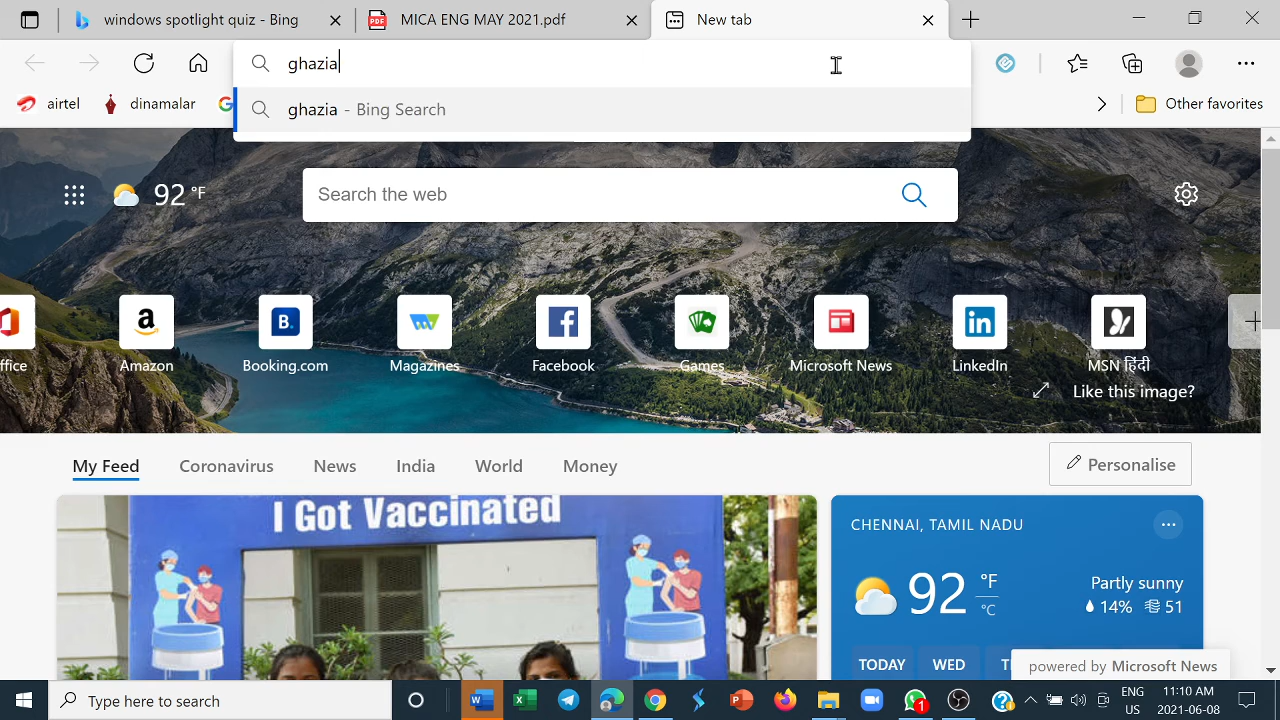 windows spotlight quiz - Bing
MICA ENG MAY 2021.pdf
New tab
ghazia
airtel
dinamalar
ghazia - Bing Search
Other favorites
92 °F
Search the web
ffice
Amazon
Booking.com
Magazines
Facebook
Games
Microsoft News
LinkedIn
MSN हिंदी
Like this image?
My Feed
Coronavirus
News
India
World
Money
Personalise
I Got Vaccinated
CHENNAI, TAMIL NADU
92 °F
°C
Partly sunny
14% 51
TODAY
WED
powered by Microsoft News
Type here to search
1
ENG
US
11:10 AM
2021-06-08